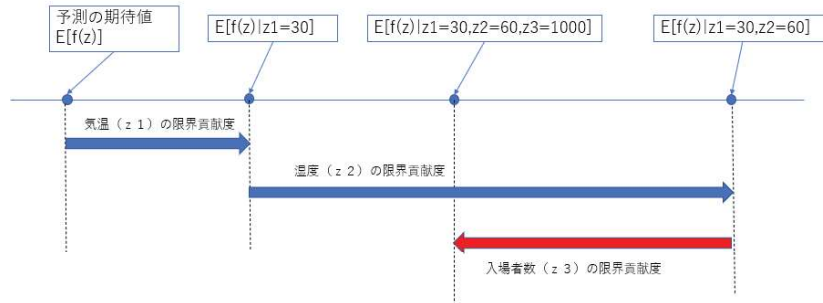 予測の期待値
E[f(z)]
E[f(z)|z1=30]
E[f(z)|z1=30,z2=60,z3=1000]
E[f(z)|z1=30,z2=60]
気温（ｚ１）の限界貢献度
湿度（ｚ２）の限界貢献度
入場者数（ｚ３）の限界貢献度